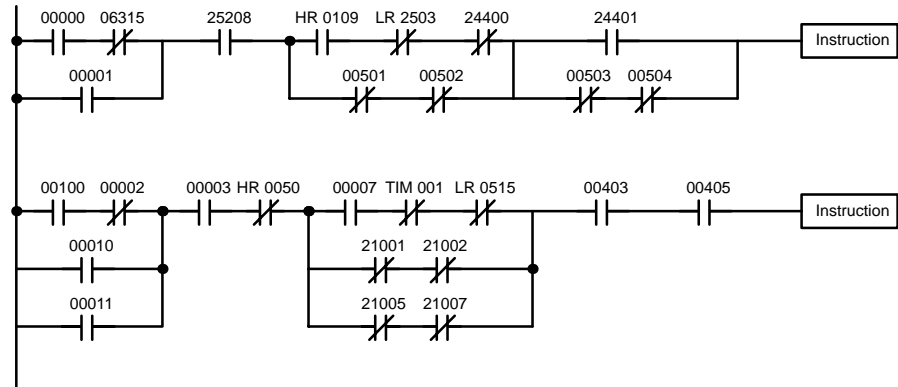 00000 06315 25208 HR 0109 LR 2503 24400 24401
Instruction
00001 00501 00502 00503 00504
00100 00002 00003 HR 0050 00007 TIM 001 LR 0515 00403 00405
Instruction
00010 21001 21002
00011 21005 21007